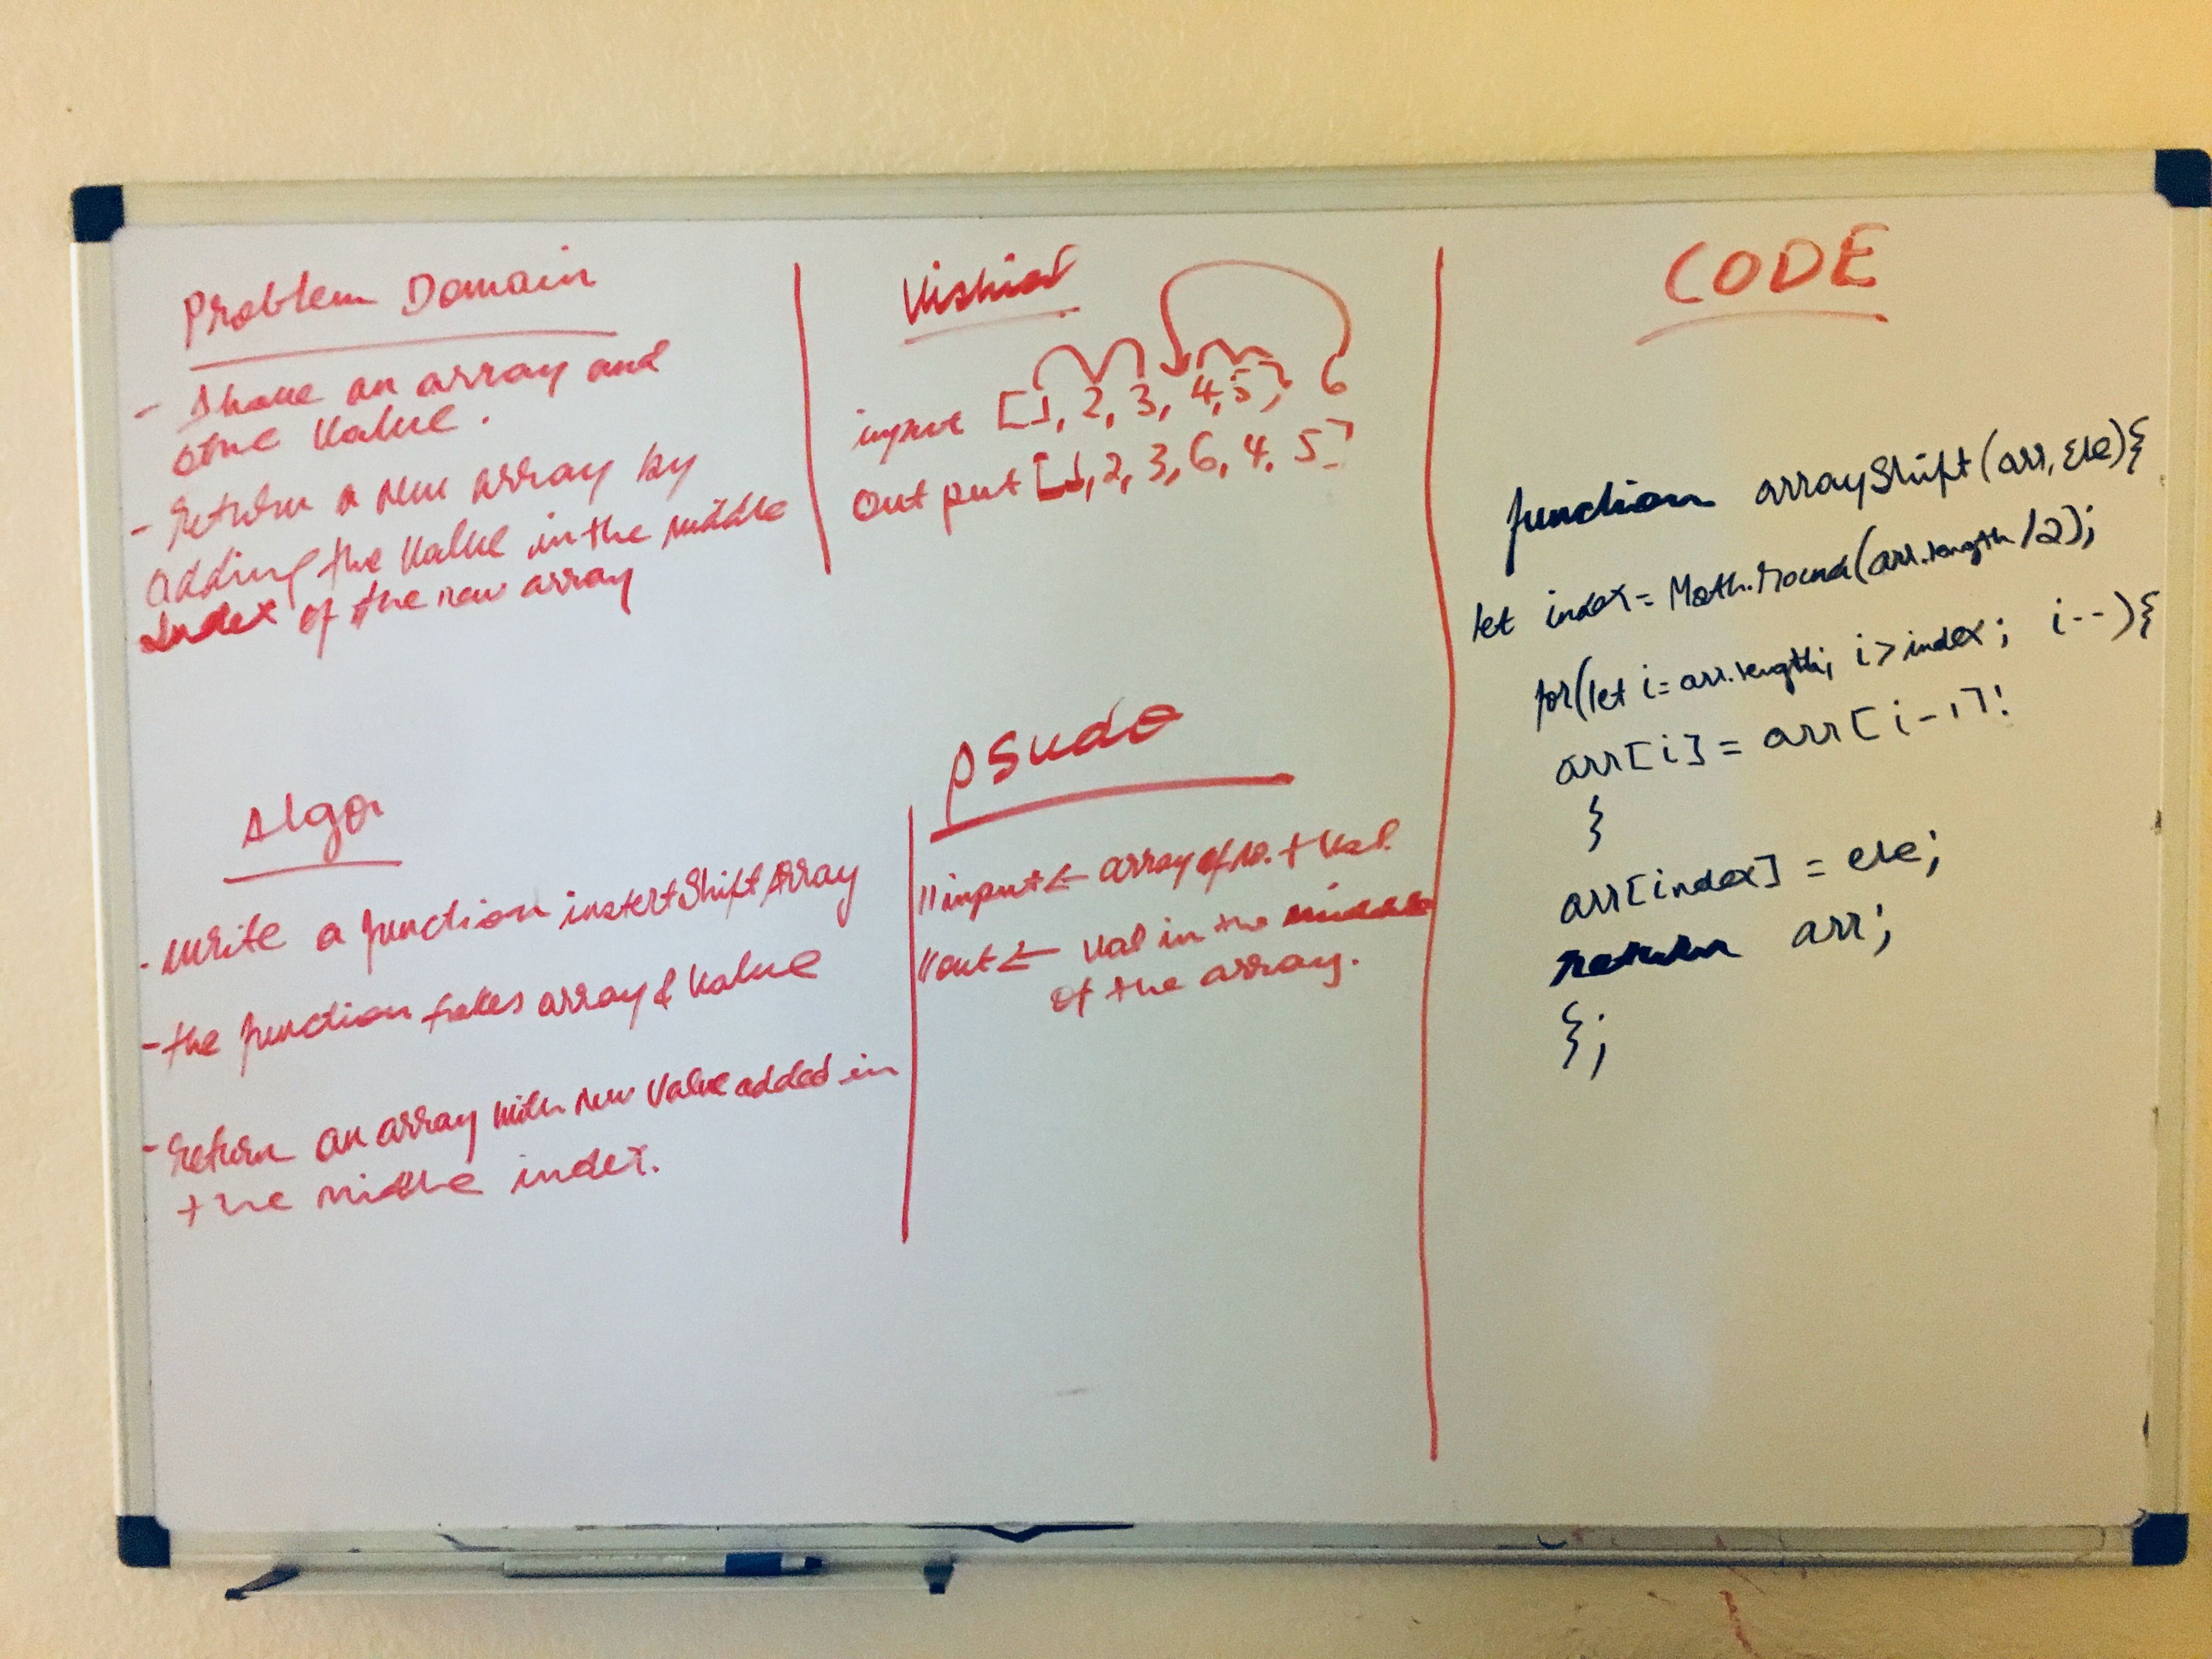 Problem Domain
- Have an array and
one value.
- return a new array by
adding the value in the middle
index of the new array
Visual
input [1, 2, 3, 4, 5], 6
Output [1, 2, 3, 6, 4, 5]
Algo
- write a function instertShiftArray
- the function takes array & value
- return an array with new value added in
the middle index.
PSudo
//input ← array of no. + val.
//out ← val in the middle
of the array.
CODE
function arrayShift(arr, ele){
let index = Math.round(arr.length/2);
for(let i = arr.length; i > index; i--){
arr[i] = arr[i-1];
}
arr[index] = ele;
return arr;
};